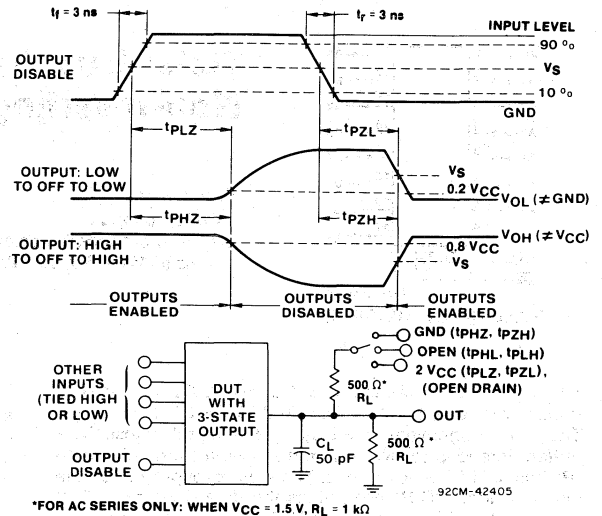 tf = 3 ns
tr = 3 ns
INPUT LEVEL
90 %
VS
10 %
GND
OUTPUT
DISABLE
tPLZ
tPZL
OUTPUT: LOW
TO OFF TO LOW
VS
0.2 VCC
VOL (≠GND)
tPHZ
tPZH
OUTPUT: HIGH
TO OFF TO HIGH
VOH (≠VCC)
0.8 VCC
VS
OUTPUTS
ENABLED
OUTPUTS
DISABLED
OUTPUTS
ENABLED
GND (tPHZ, tPZH)
OPEN (tPHL, tPLH)
2 VCC (tPLZ, tPZL),
(OPEN DRAIN)
OTHER
INPUTS
(TIED HIGH
OR LOW)
DUT
WITH
3-STATE
OUTPUT
500 Ω*
RL
OUT
CL
50 pF
500 Ω*
RL
OUTPUT
DISABLE
92CM-42405
*FOR AC SERIES ONLY: WHEN VCC = 1.5 V, RL = 1 kΩ